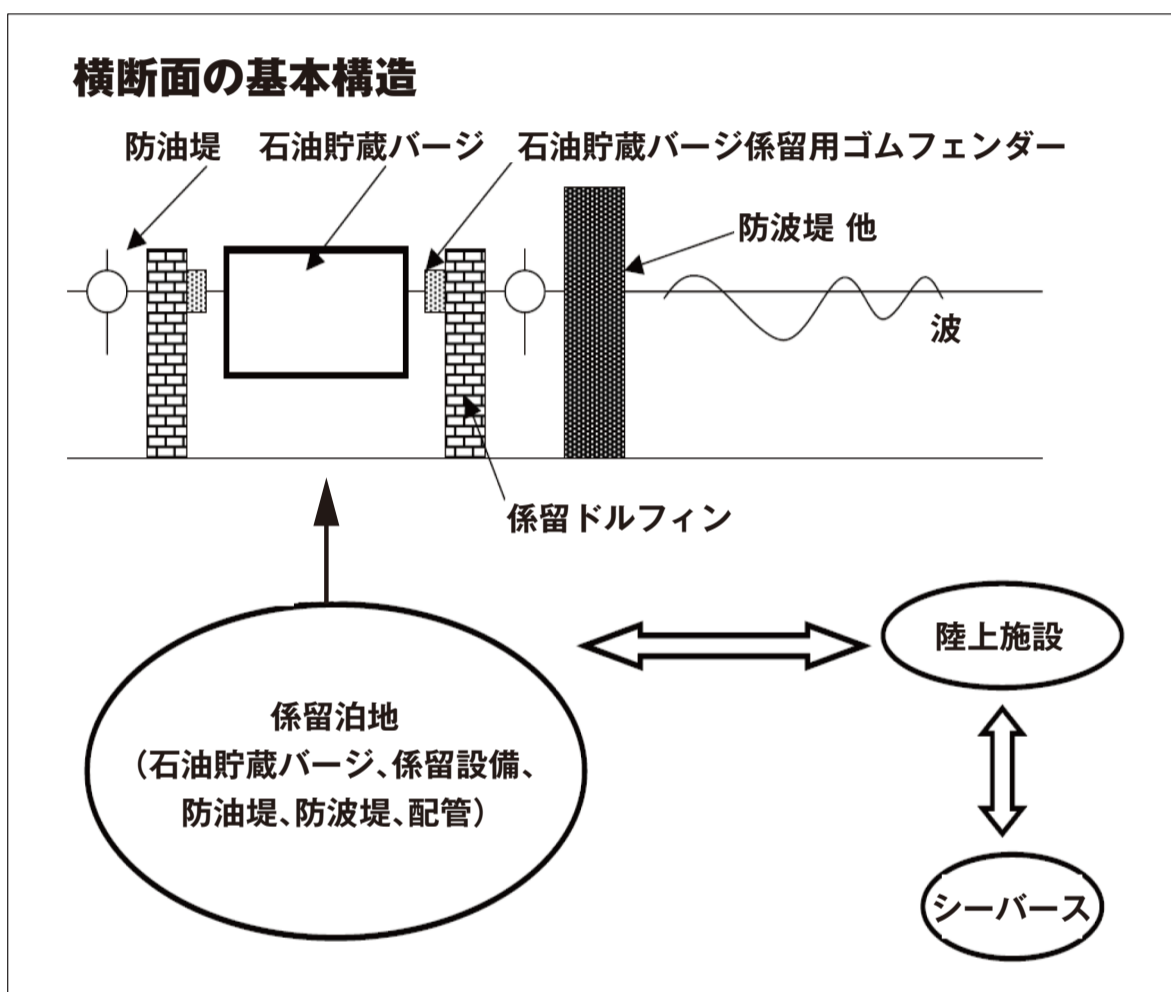 横断面の基本構造
防油堤
石油貯蔵バージ
石油貯蔵バージ係留用ゴムフェンダー
防波堤 他
波
係留ドルフィン
陸上施設
係留泊地
（石油貯蔵バージ、係留設備、
防油堤、防波堤、配管）
シーバース